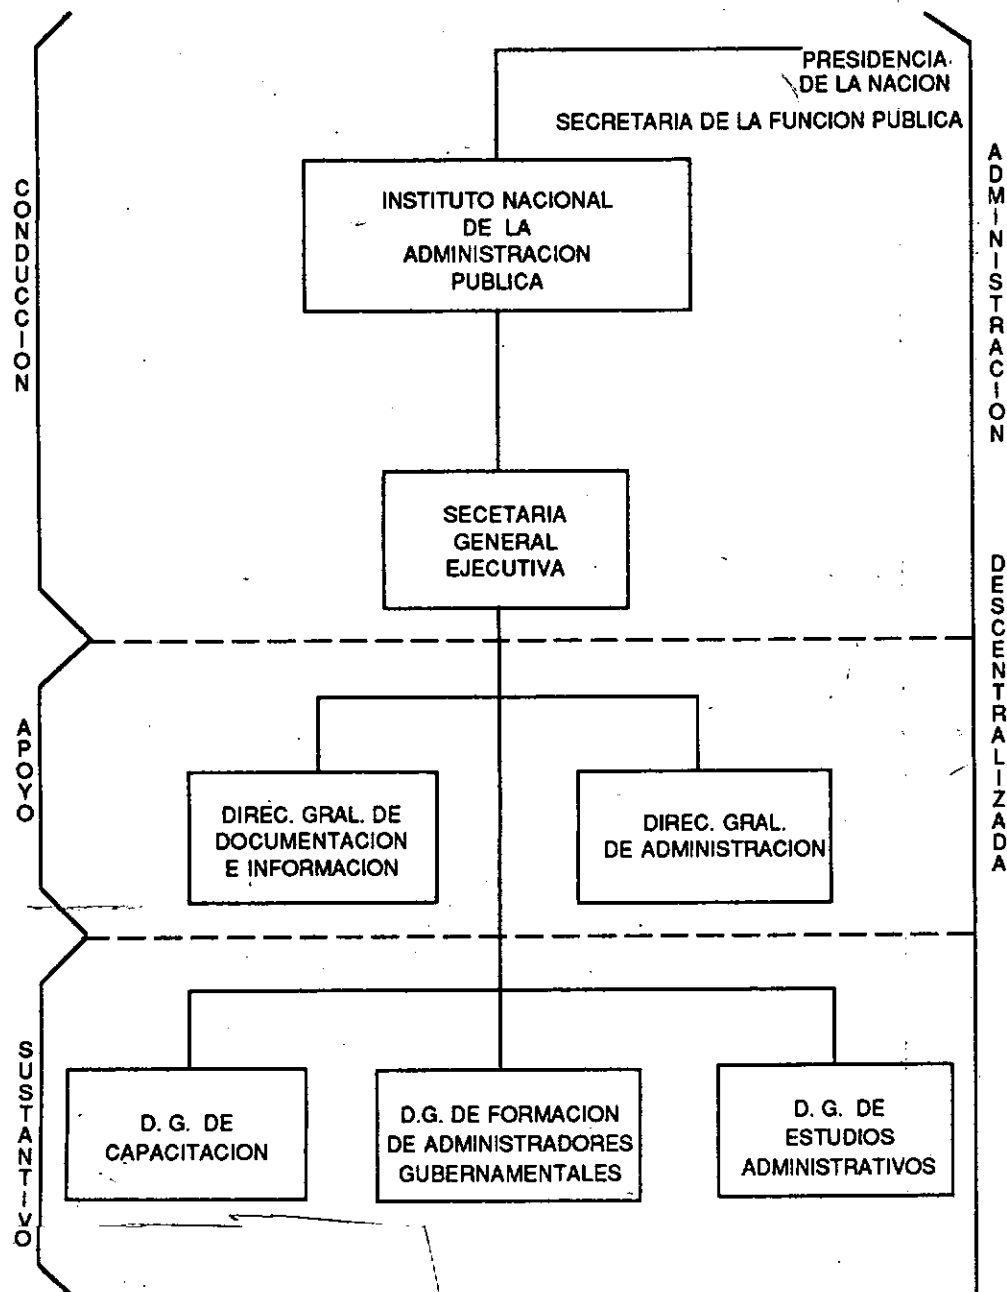 PRESIDENCIA
DE LA NACION
SECRETARIA DE LA FUNCION PUBLICA
CONDUCCION
ADMINISTRACION DESCENTRALIZADA
INSTITUTO NACIONAL
DE LA
ADMINISTRACION
PUBLICA
SECETARIA
GENERAL
EJECUTIVA
APOYO
DIREC. GRAL. DE
DOCUMENTACION
E INFORMACION
DIREC. GRAL.
DE ADMINISTRACION
SUSTANTIVO
D. G. DE
CAPACITACION
D.G. DE FORMACION
DE ADMINISTRADORES
GUBERNAMENTALES
D. G. DE
ESTUDIOS
ADMINISTRATIVOS